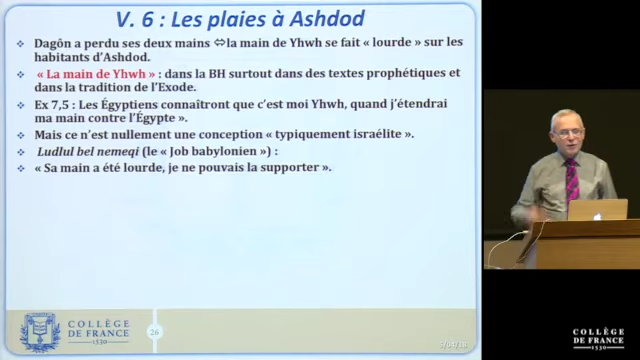 V. 6 : Les plaies à Ashdod
Dagôn a perdu ses deux mains ⇔la main de Yhwh se fait « lourde » sur les
habitants d'Ashdod.
« La main de Yhwh » : dans la BH surtout dans des textes prophétiques et
dans la tradition de l'Exode.
Ex 7,5 : Les Égyptiens connaîtront que c'est moi Yhwh, quand j'étendrai
ma main contre l'Égypte ».
Mais ce n'est nullement une conception « typiquement israélite ».
Ludlul bel nemeqi (le « Job babylonien ») :
« Sa main a été lourde, je ne pouvais la supporter ».
COLLÈGE
DE FRANCE
1530
26
COLLÈGE
DE FRANCE
1530